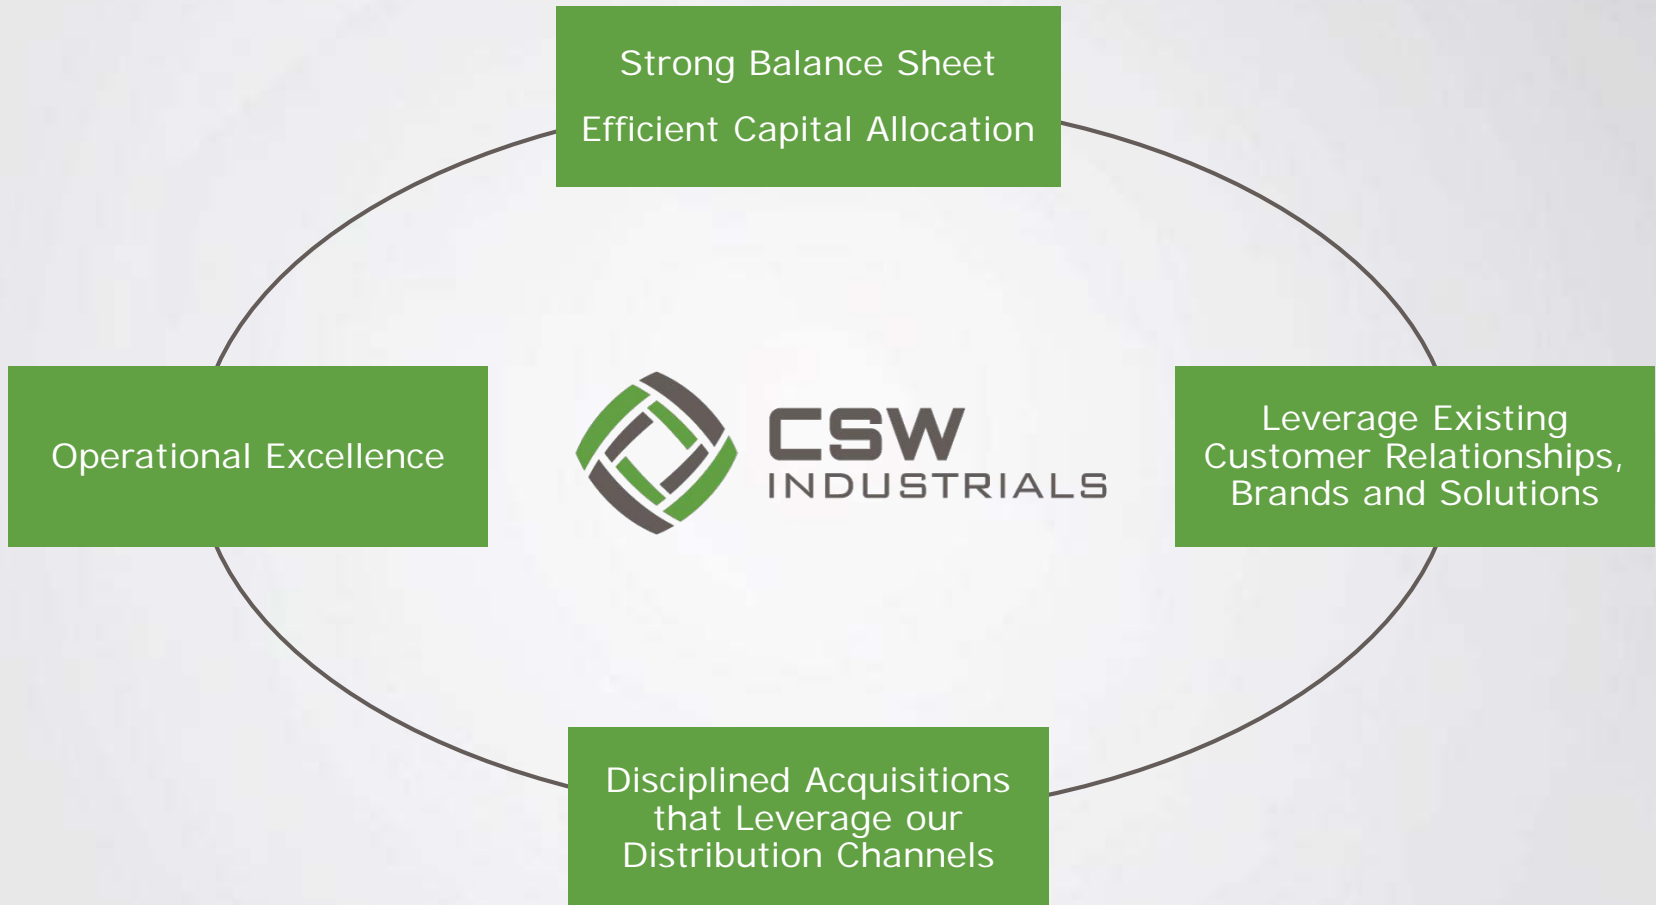 Strong Balance Sheet
Efficient Capital Allocation
Operational Excellence
CSW
INDUSTRIALS
Leverage Existing
Customer Relationships,
Brands and Solutions
Disciplined Acquisitions
that Leverage our
Distribution Channels